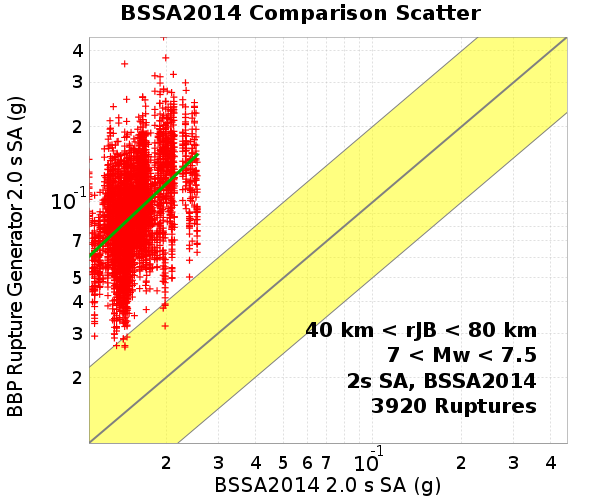 BSSA2014 Comparison Scatter
BBP Rupture Generator 2.0 s SA (g)
4
3
2
10^-1
7
5
4
3
2
40 km < rJB < 80 km
7 < Mw < 7.5
2s SA, BSSA2014
3920 Ruptures
2 3 4 5 6 7 10^-1 2 3 4
BSSA2014 2.0 s SA (g)